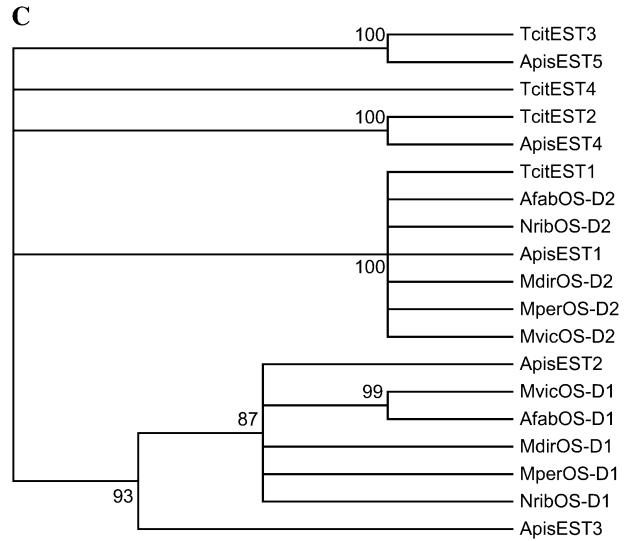 C
100
TcitEST3
ApisEST5
TcitEST4
100
TcitEST2
ApisEST4
TcitEST1
AfabOS-D2
NribOS-D2
ApisEST1
100
MdirOS-D2
MperOS-D2
MvicOS-D2
ApisEST2
99
MvicOS-D1
87
AfabOS-D1
MdirOS-D1
MperOS-D1
93
NribOS-D1
ApisEST3